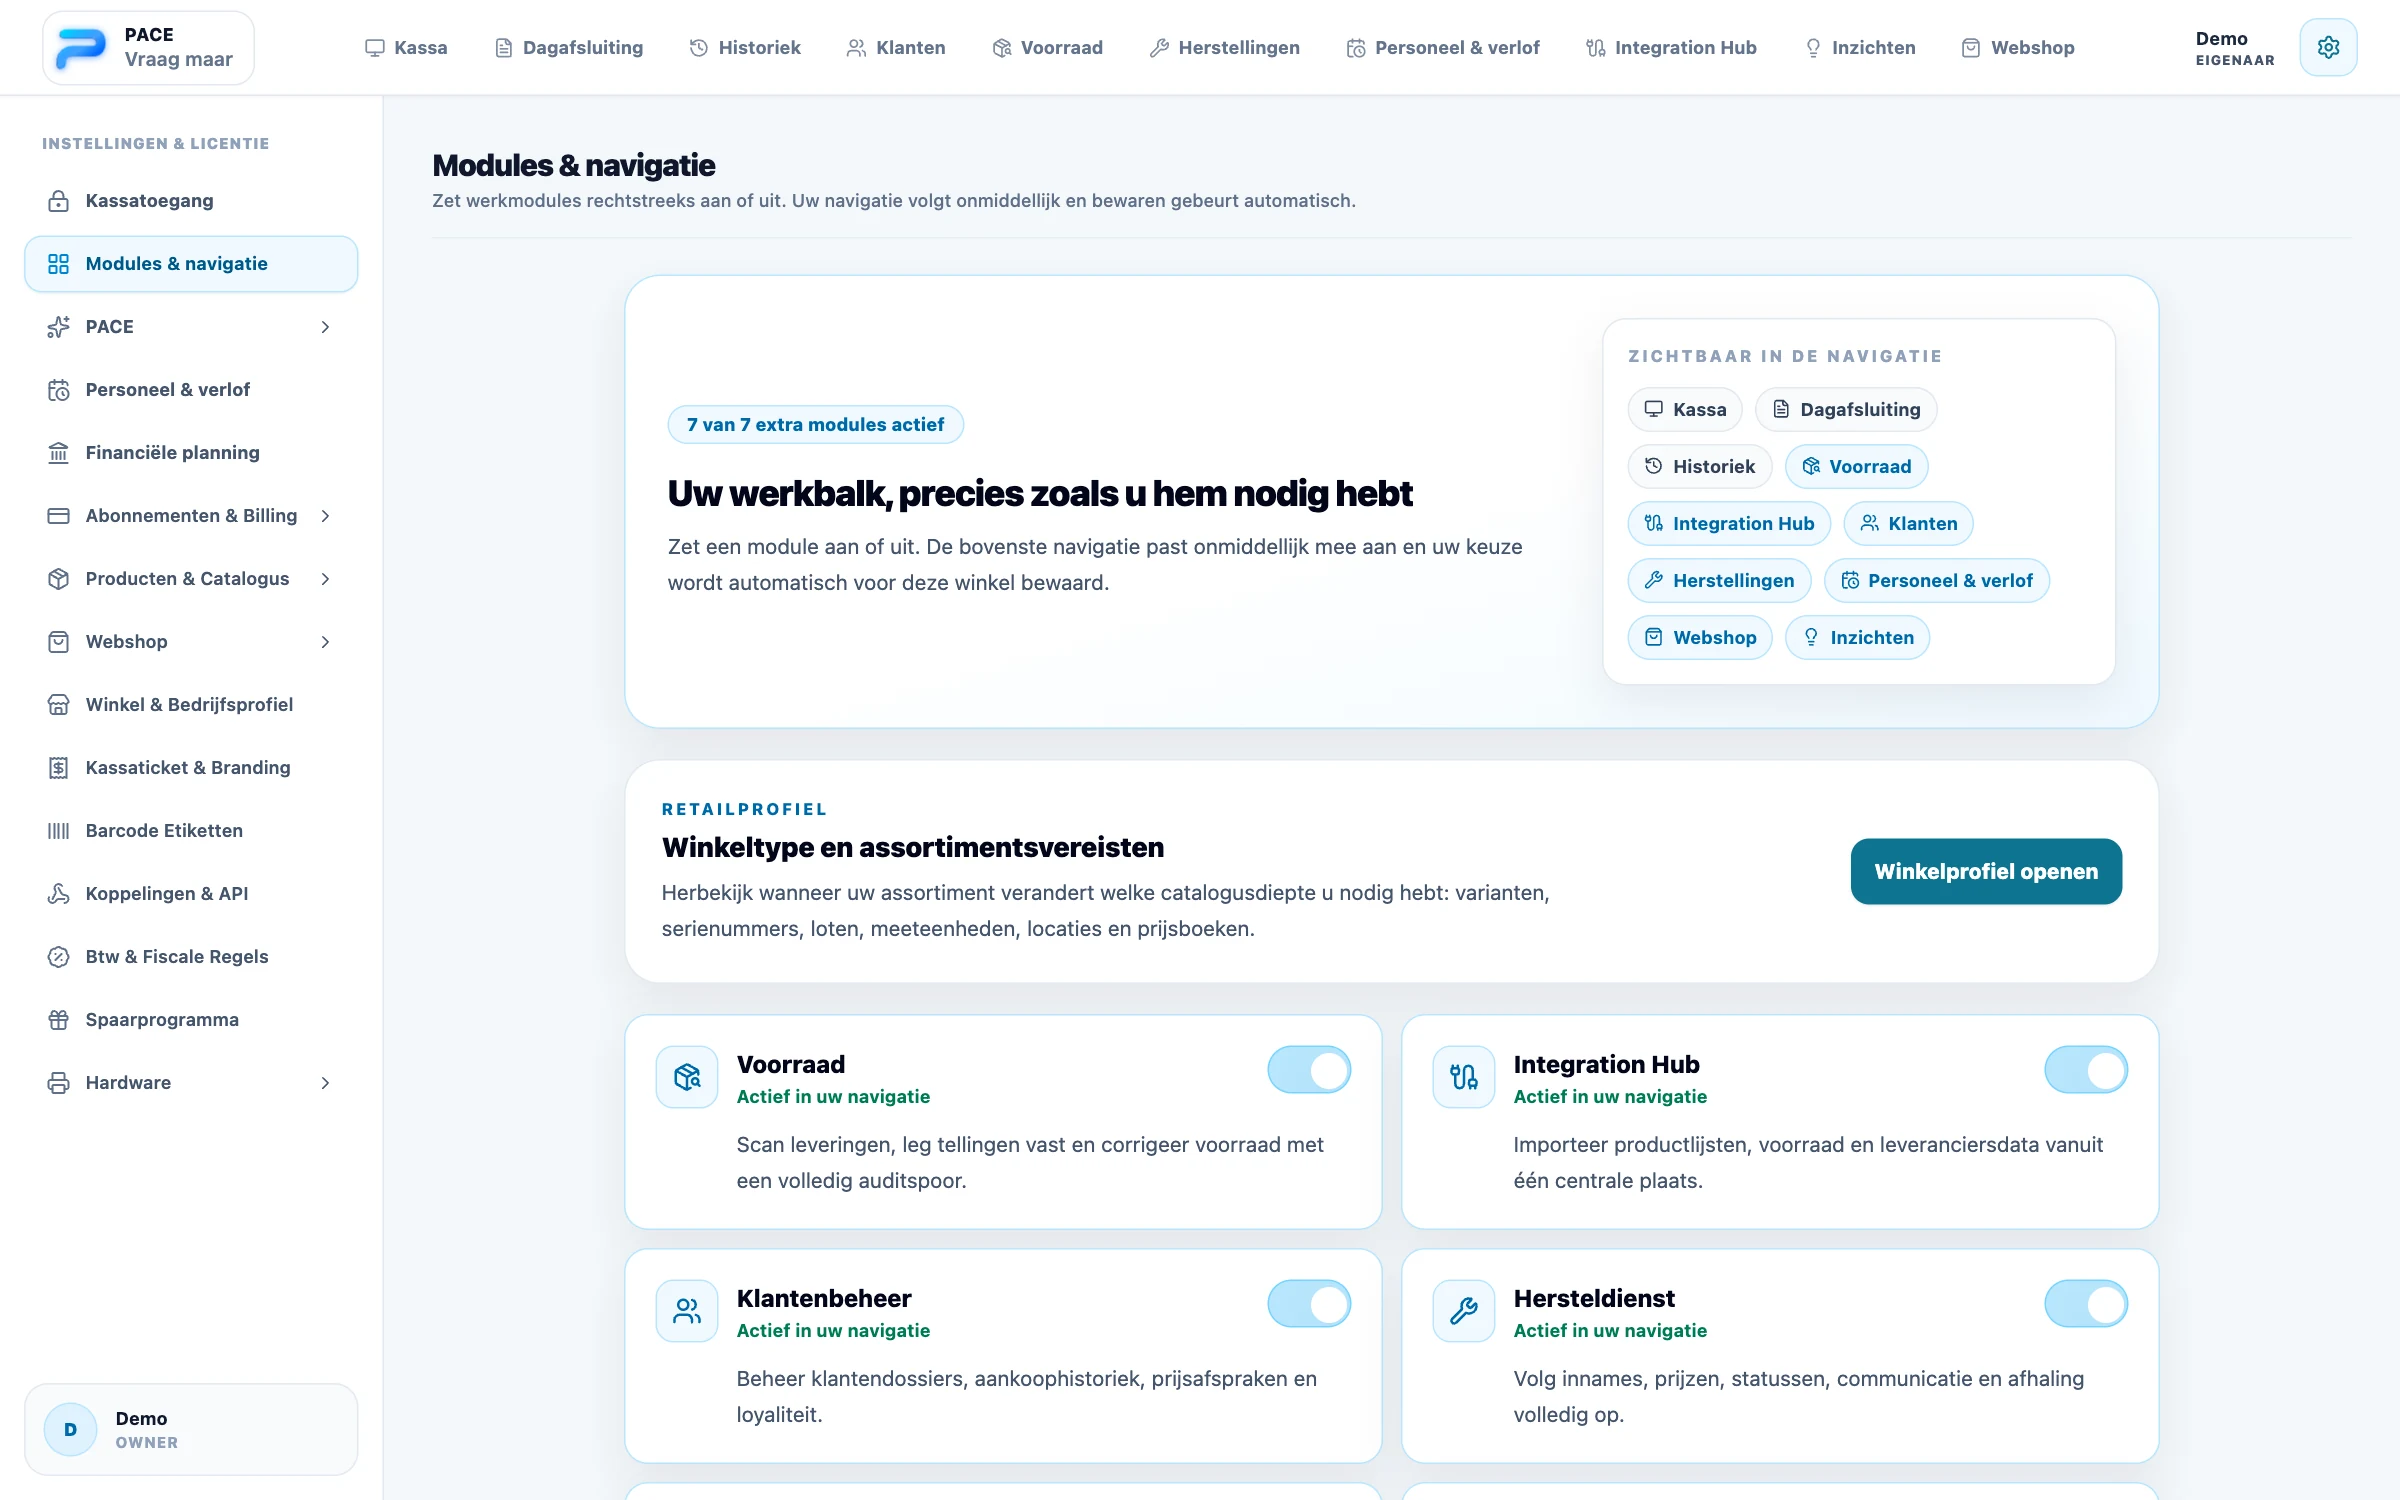 PACE
Vraag maar
Kassa
Dagafsluiting
Historiek
Klanten
Voorraad
Herstellingen
Personeel & verlof
Integration Hub
Inzichten
Webshop
Demo
EIGENAAR
INSTELLINGEN & LICENTIE
Kassatoegang
Modules & navigatie
PACE
Personeel & verlof
Financiële planning
Abonnementen & Billing
Producten & Catalogus
Webshop
Winkel & Bedrijfsprofiel
Kassaticket & Branding
Barcode Etiketten
Koppelingen & API
Btw & Fiscale Regels
Spaarprogramma
Hardware
D
Demo
OWNER
Modules & navigatie
Zet werkmodules rechtstreeks aan of uit. Uw navigatie volgt onmiddellijk en bewaren gebeurt automatisch.
7 van 7 extra modules actief
Uw werkbalk, precies zoals u hem nodig hebt
Zet een module aan of uit. De bovenste navigatie past onmiddellijk mee aan en uw keuze
wordt automatisch voor deze winkel bewaard.
ZICHTBAAR IN DE NAVIGATIE
Kassa
Dagafsluiting
Historiek
Voorraad
Integration Hub
Klanten
Herstellingen
Personeel & verlof
Webshop
Inzichten
RETAILPROFIEL
Winkeltype en assortimentsvereisten
Herbekijk wanneer uw assortiment verandert welke catalogusdiepte u nodig hebt: varianten,
serienummers, loten, meeteenheden, locaties en prijsboeken.
Winkelprofiel openen
Voorraad
Actief in uw navigatie
Scan leveringen, leg tellingen vast en corrigeer voorraad met
een volledig auditspoor.
Integration Hub
Actief in uw navigatie
Importeer productlijsten, voorraad en leveranciersdata vanuit
één centrale plaats.
Klantenbeheer
Actief in uw navigatie
Beheer klantendossiers, aankoophistoriek, prijsafspraken en
loyaliteit.
Hersteldienst
Actief in uw navigatie
Volg innames, prijzen, statussen, communicatie en afhaling
volledig op.